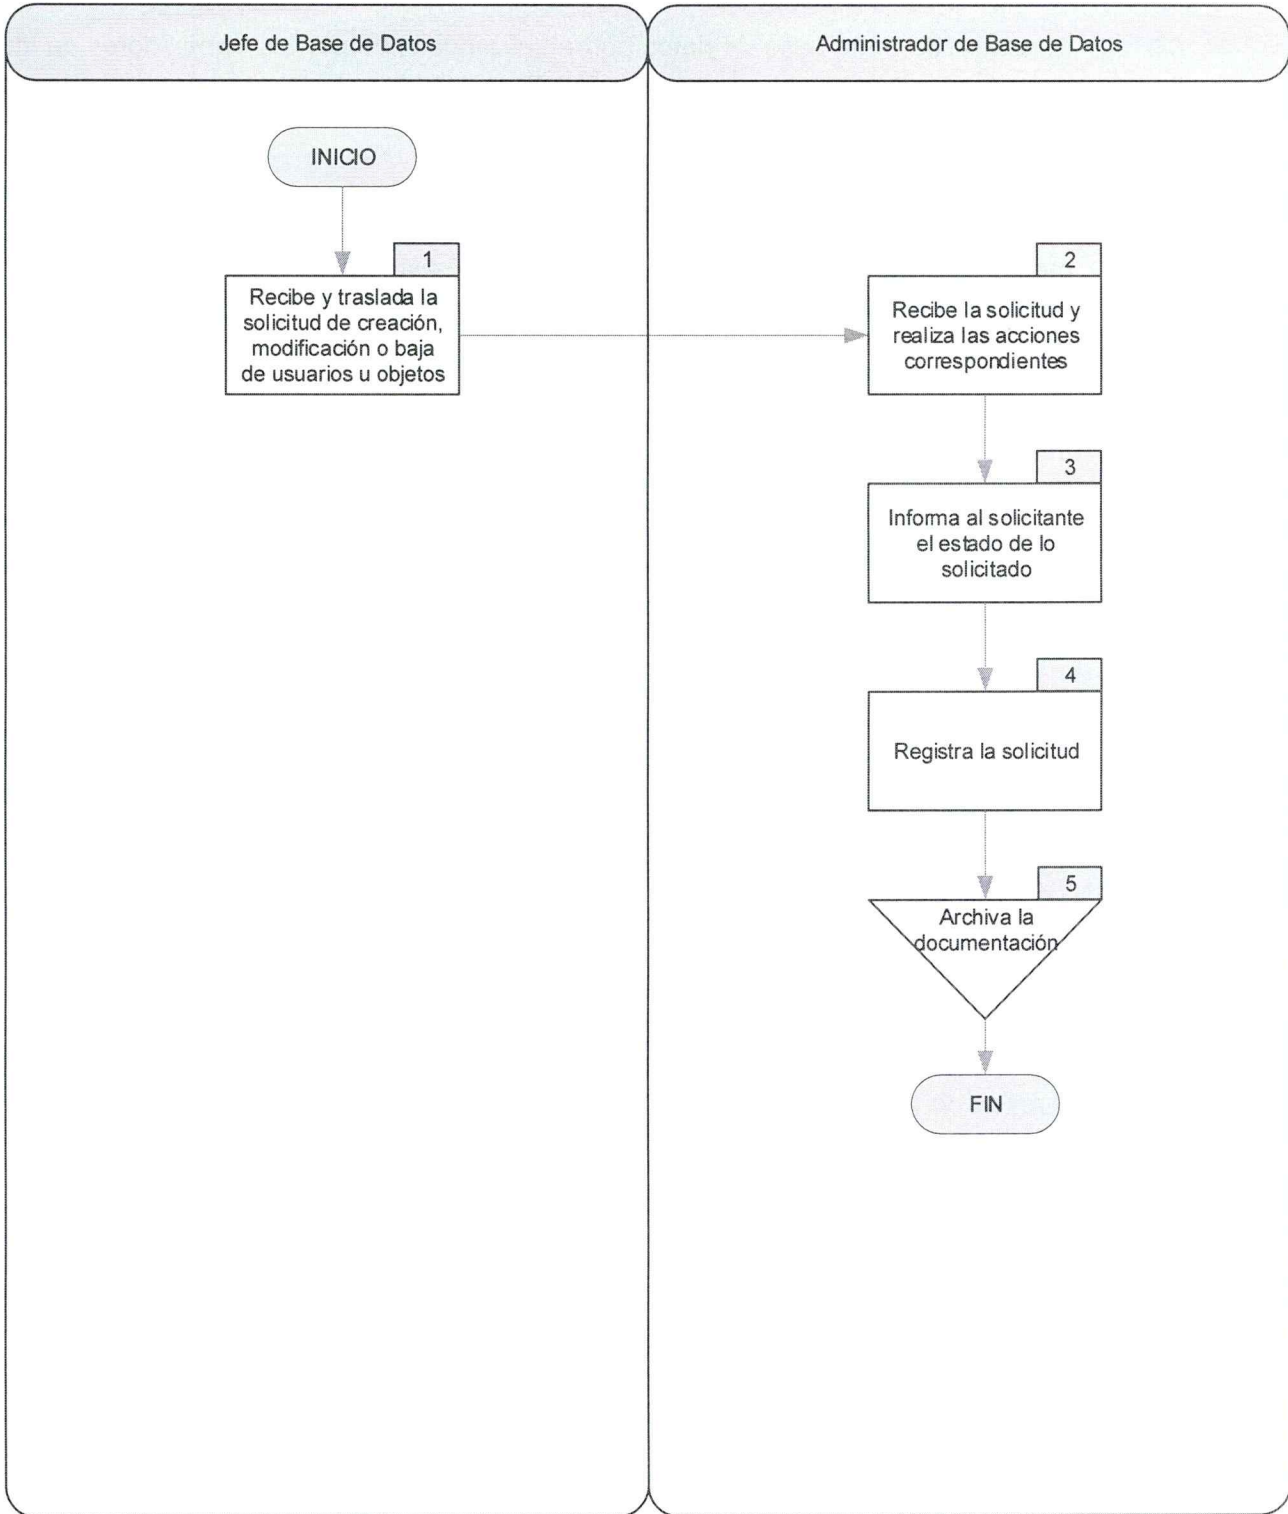 Jefe de Base de Datos
Administrador de Base de Datos
INICIO
1
Recibe y traslada la
solicitud de creación,
modificación o baja
de usuarios u objetos
2
Recibe la solicitud y
realiza las acciones
correspondientes
3
Informa al solicitante
el estado de lo
solicitado
4
Registra la solicitud
5
Archiva la
documentación
FIN